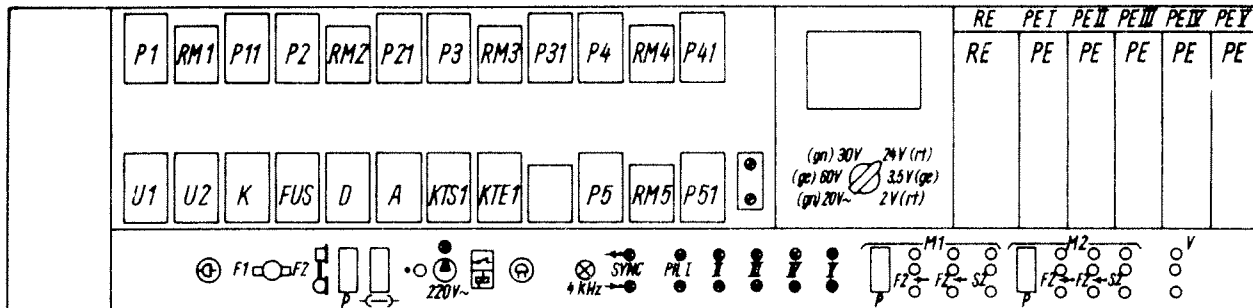 RE PE I PE II PE III PE IV PE V
P1 RM1 P11 P2 RM2 P21 P3 RM3 P31 P4 RM4 P41
RE PE PE PE PE PE
(gn) 30V 24V (rt)
(ge) 60V 3,5V (ge)
(gn) 20V~ 2V (rt)
U1 U2 K FUS D A KTS1 KTE1 P5 RM5 P51
M1 M2 V
F1 F2 SYNC I II III IV V F2 F2 S2 F2 F2 S2
P 220V~ 4 KHz P P